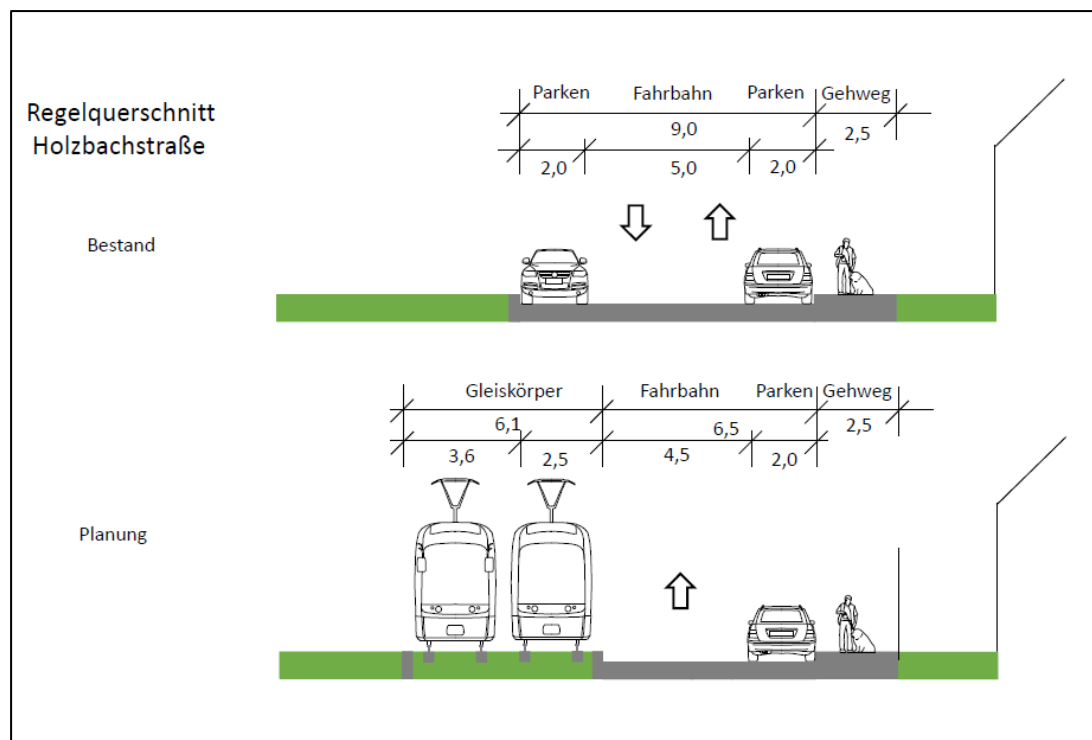 Regelquerschnitt
Holzbachstraße
Parken Fahrbahn Parken Gehweg
9,0 2,5
2,0 5,0 2,0
Bestand
Gleiskörper Fahrbahn Parken Gehweg
6,1 6,5 2,5
3,6 2,5 4,5 2,0
Planung